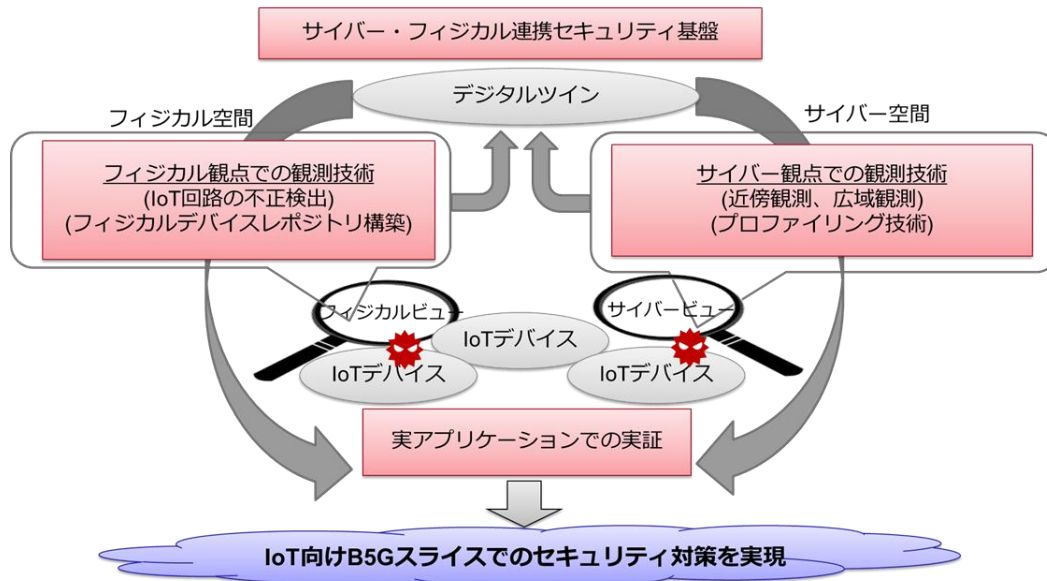 サイバー・フィジカル連携セキュリティ基盤
デジタルツイン
フィジカル空間
サイバー空間
フィジカル観点での観測技術
(IoT回路の不正検出)
(フィジカルデバイスレポジトリ構築)
サイバー観点での観測技術
(近傍観測、広域観測)
プロファイリング技術)
フィジカルビュー
サイバービュー
IoTデバイス
IoTデバイス
IoTデバイス
実アプリケーションでの実証
IoT向けB5Gスライスでのセキュリティ対策を実現